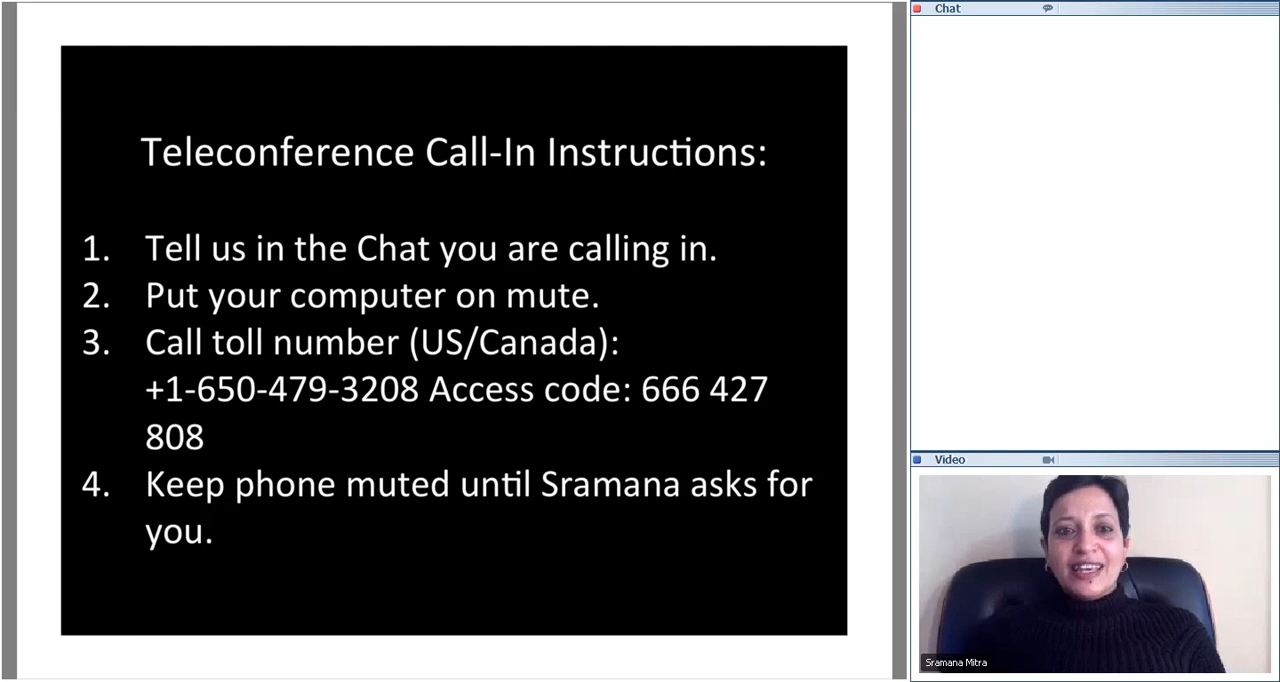 Teleconference Call-In Instructions:
1. Tell us in the Chat you are calling in.
2. Put your computer on mute.
3. Call toll number (US/Canada):
+1-650-479-3208 Access code: 666 427
808
4. Keep phone muted until Sramana asks for
you.
Chat
Video
Sramana Mitra